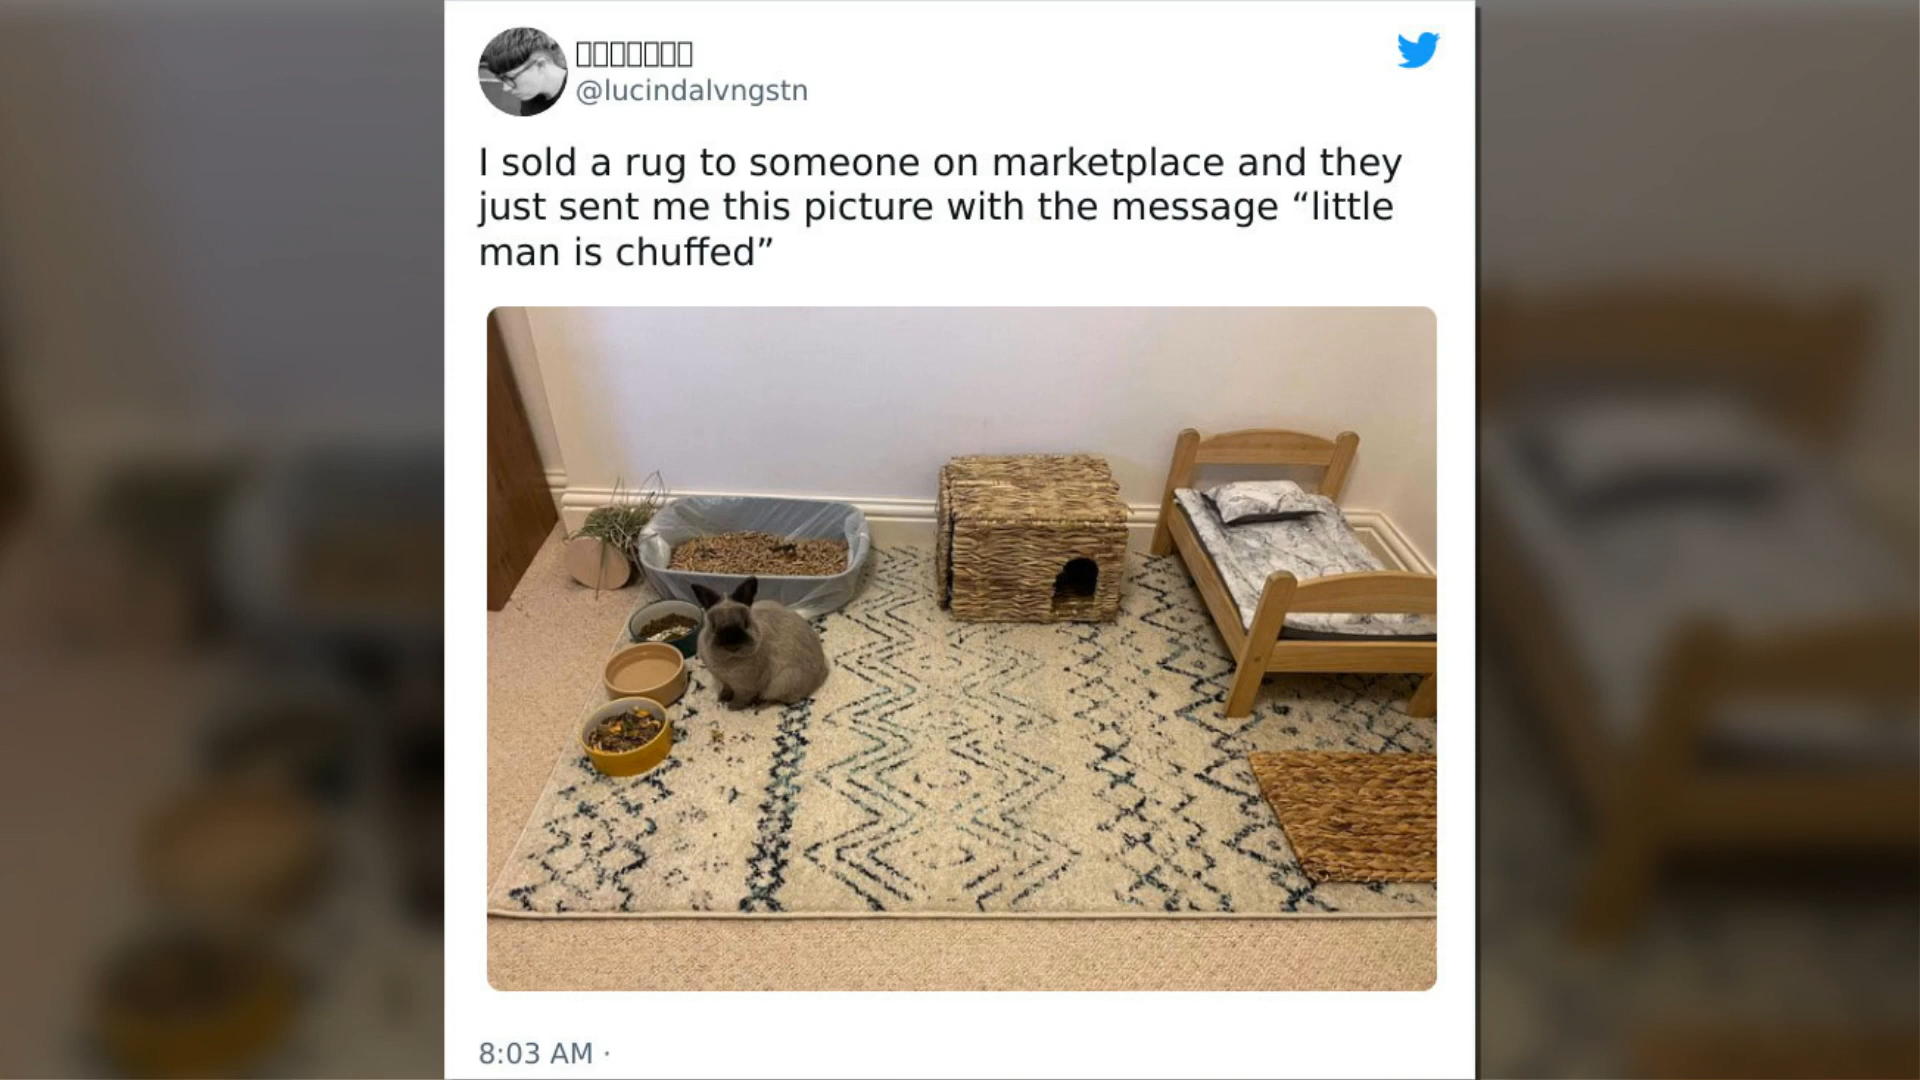 @lucindalvngstn
I sold a rug to someone on marketplace and they
just sent me this picture with the message “little
man is chuffed”
8:03 AM ·